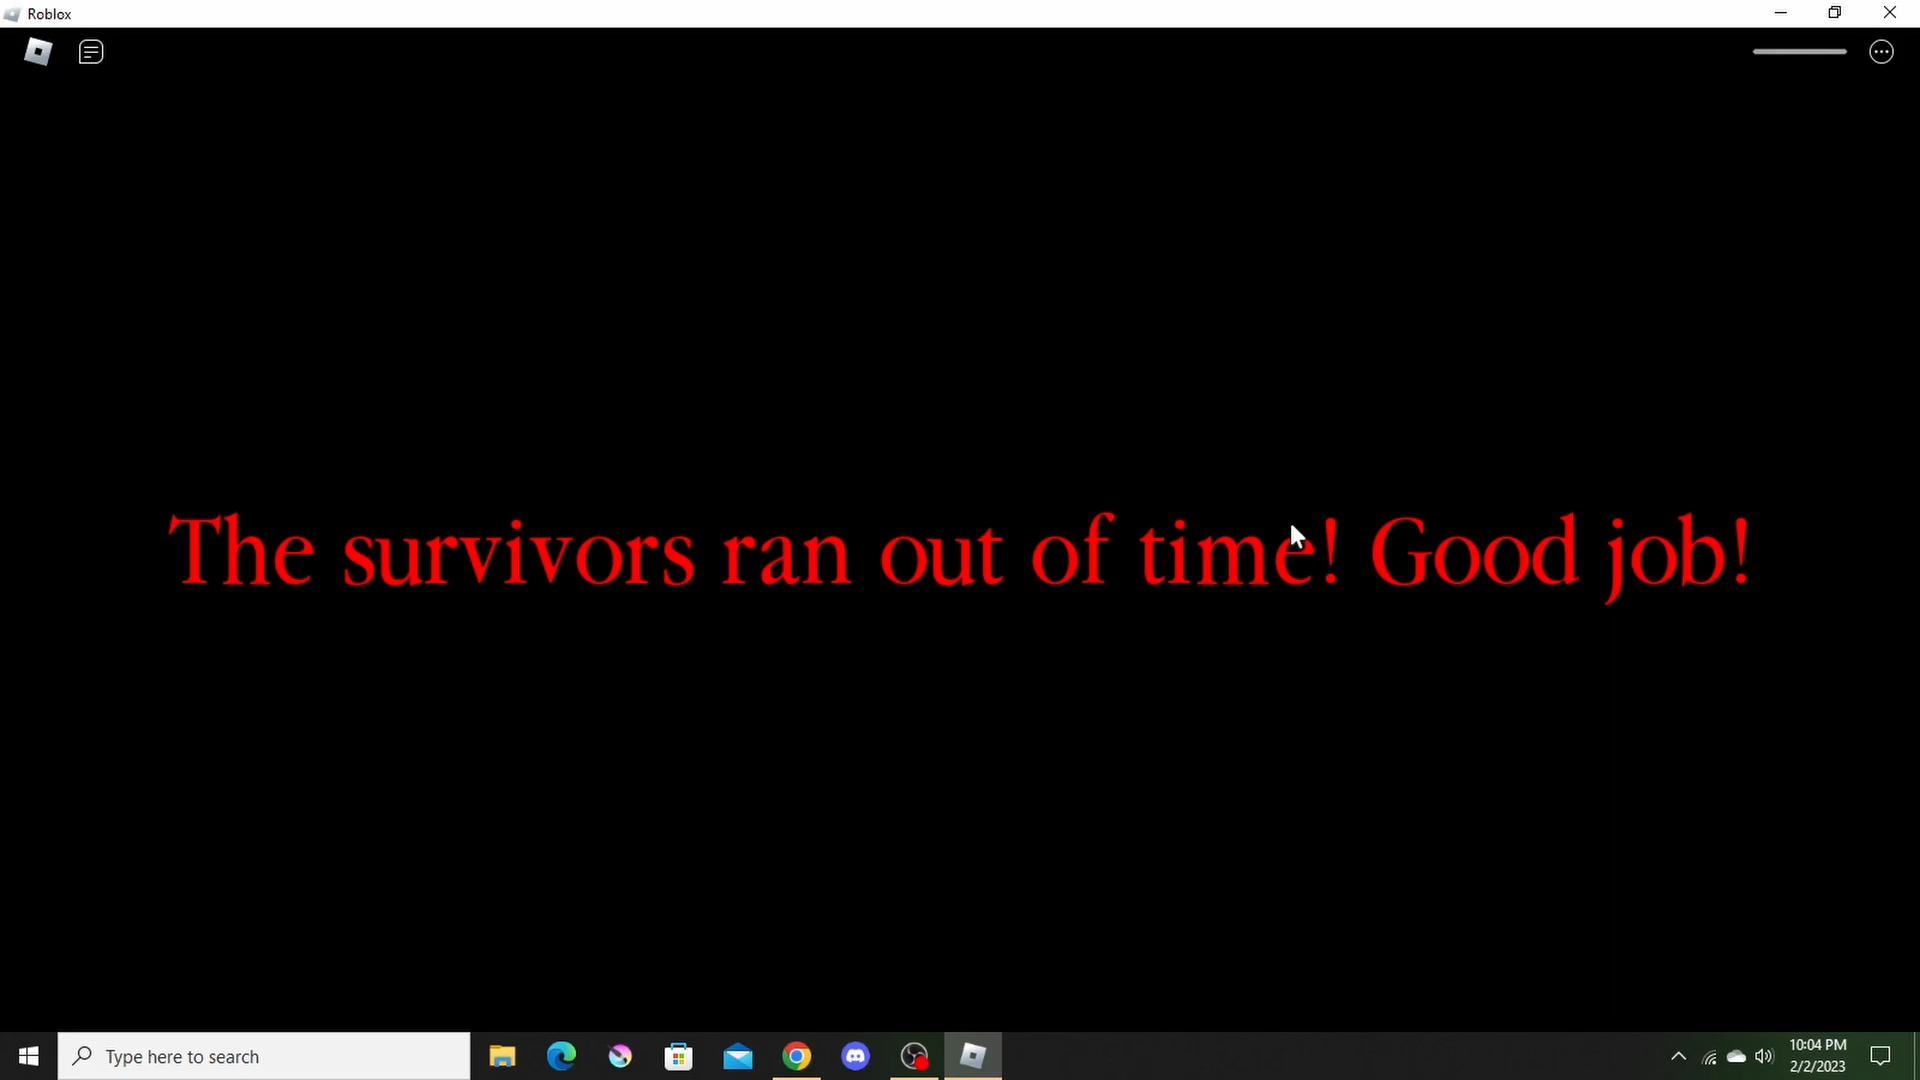 Roblox
The survivors ran out of time! Good job!
Type here to search
10:04 PM
2/2/2023